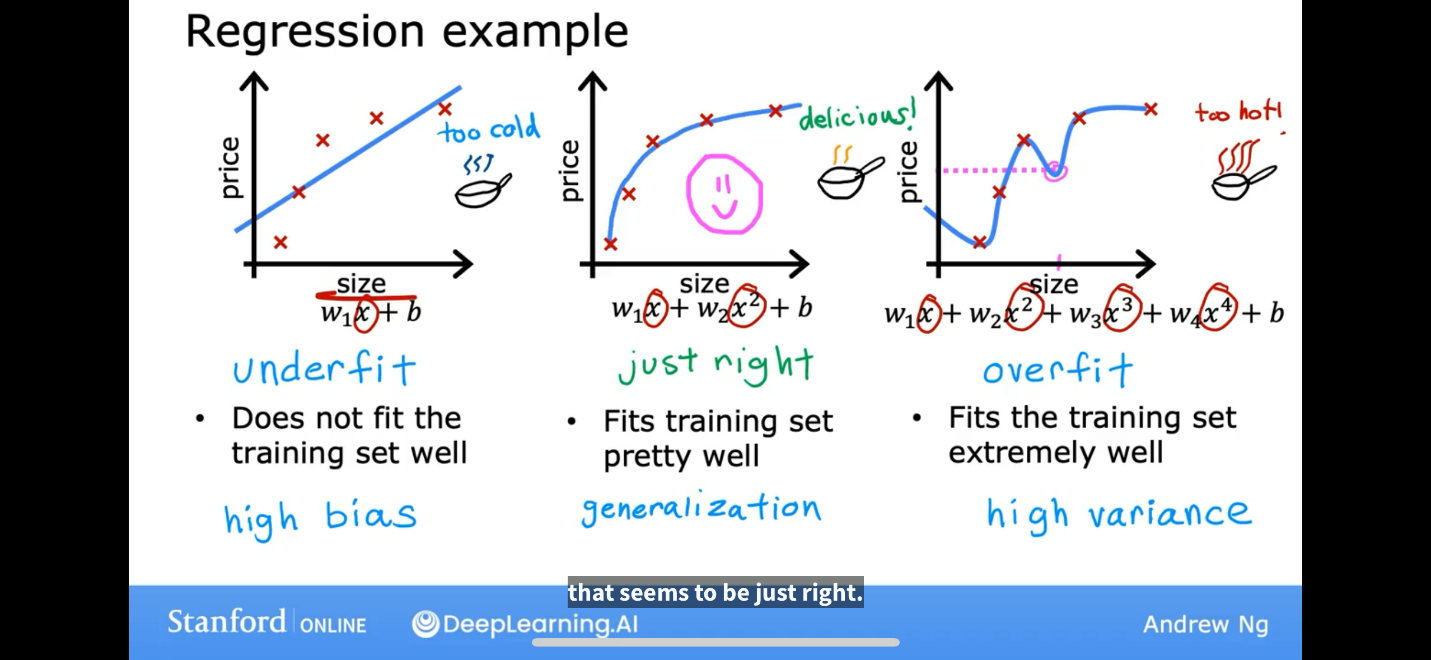 Regression example
price
too cold
size
w₁x + b
underfit
• Does not fit the
training set well
high bias
price
delicious!
size
w₁x + w₂x² + b
just right
• Fits training set
pretty well
generalization
price
too hot!
size
w₁x + w₂x² + w₃x³ + w₄x⁴ + b
overfit
• Fits the training set
extremely well
high variance
that seems to be just right.
Stanford | ONLINE
DeepLearning.AI
Andrew Ng